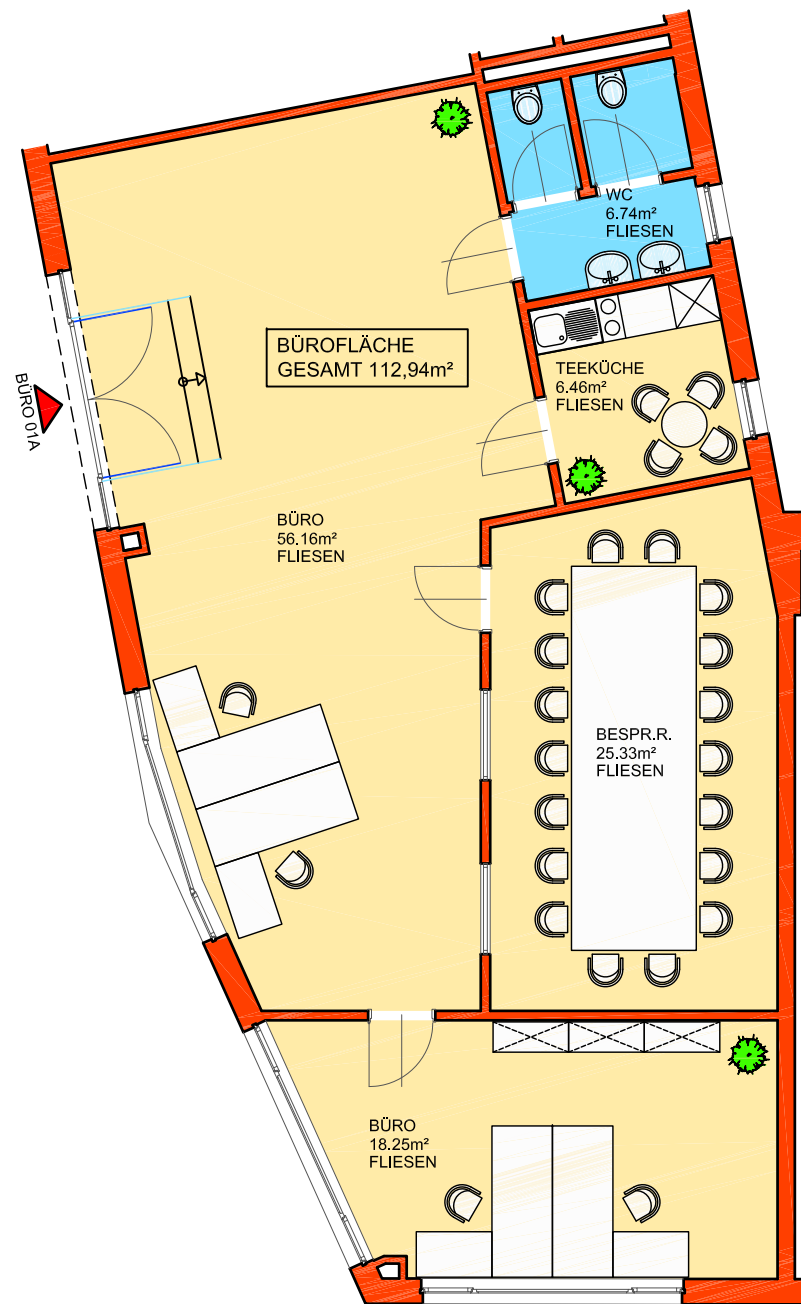 WC
6.74m²
FLIESEN
BÜROFLÄCHE
GESAMT 112,94m²
TEEKÜCHE
6.46m²
FLIESEN
BÜRO 01A
BÜRO
56.16m²
FLIESEN
BESPR.R.
25.33m²
FLIESEN
BÜRO
18.25m²
FLIESEN